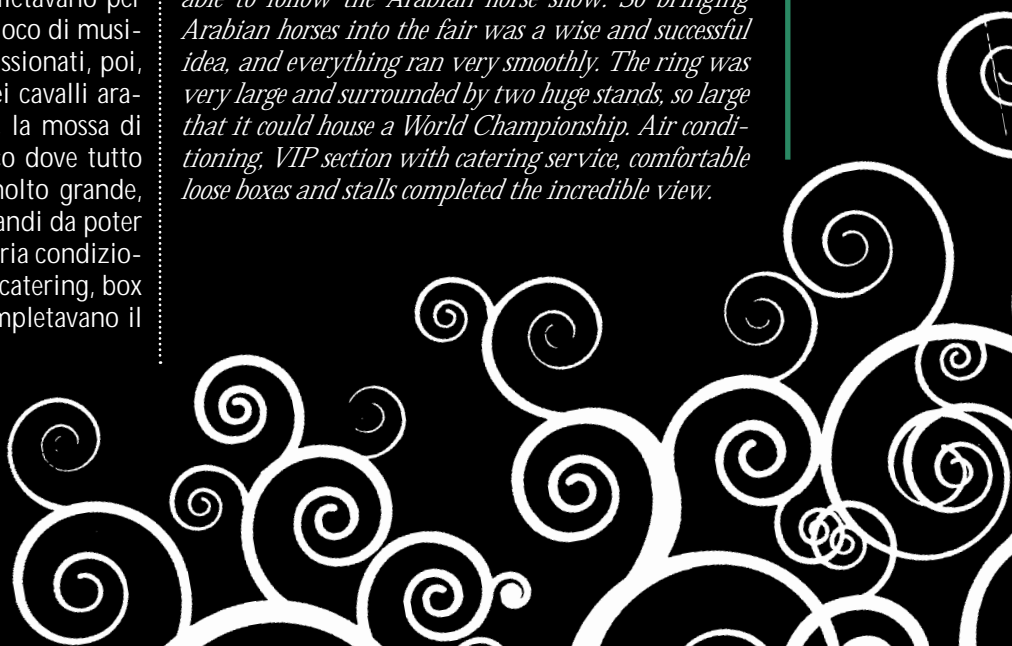 netavano per
oco di musi-
ssionati, poi,
ei cavalli ara-
la mossa di
o dove tutto
nolto grande,
andi da poter
ria condizio-
catering, box
mpletavano il
able to follow the Arabian horse show. So bringing
Arabian horses into the fair was a wise and successful
idea, and everything ran very smoothly. The ring was
very large and surrounded by two huge stands, so large
that it could house a World Championship. Air condi-
tioning, VIP section with catering service, comfortable
loose boxes and stalls completed the incredible view.